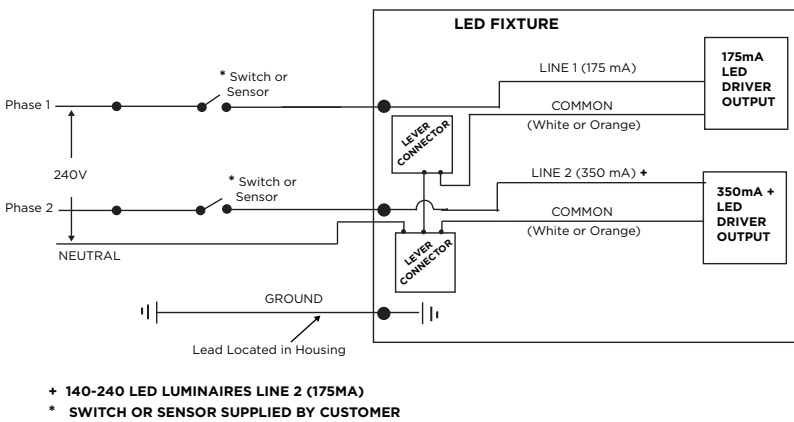 LED FIXTURE
175mA
LED
DRIVER
OUTPUT
LINE 1 (175 mA)
* Switch or
Sensor
Phase 1
COMMON
(White or Orange)
LEVER
CONNECTOR
LINE 2 (350 mA) +
240V
* Switch or
Sensor
350mA +
LED
DRIVER
OUTPUT
Phase 2
COMMON
(White or Orange)
NEUTRAL
LEVER
CONNECTOR
GROUND
Lead Located in Housing
+ 140-240 LED LUMINAIRES LINE 2 (175MA)
* SWITCH OR SENSOR SUPPLIED BY CUSTOMER